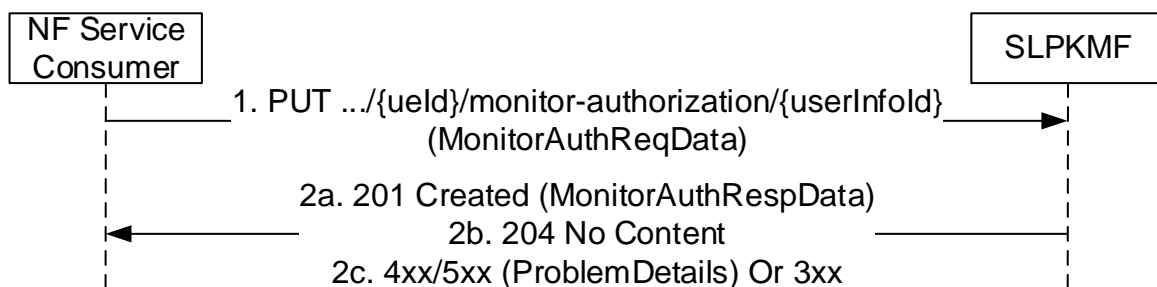 NF Service
Consumer
SLPKMF
1. PUT .../{ueId}/monitor-authorization/{userInfoId}
(MonitorAuthReqData)
2a. 201 Created (MonitorAuthRespData)
2b. 204 No Content
2c. 4xx/5xx (ProblemDetails) Or 3xx